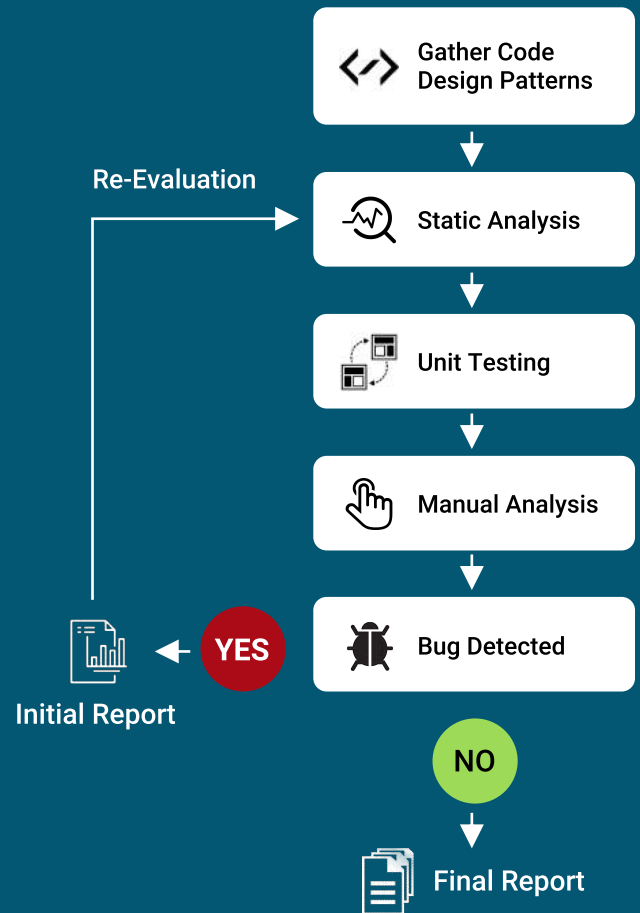 Gather Code
Design Patterns
Re-Evaluation
Static Analysis
Unit Testing
Manual Analysis
YES
Bug Detected
Initial Report
NO
Final Report